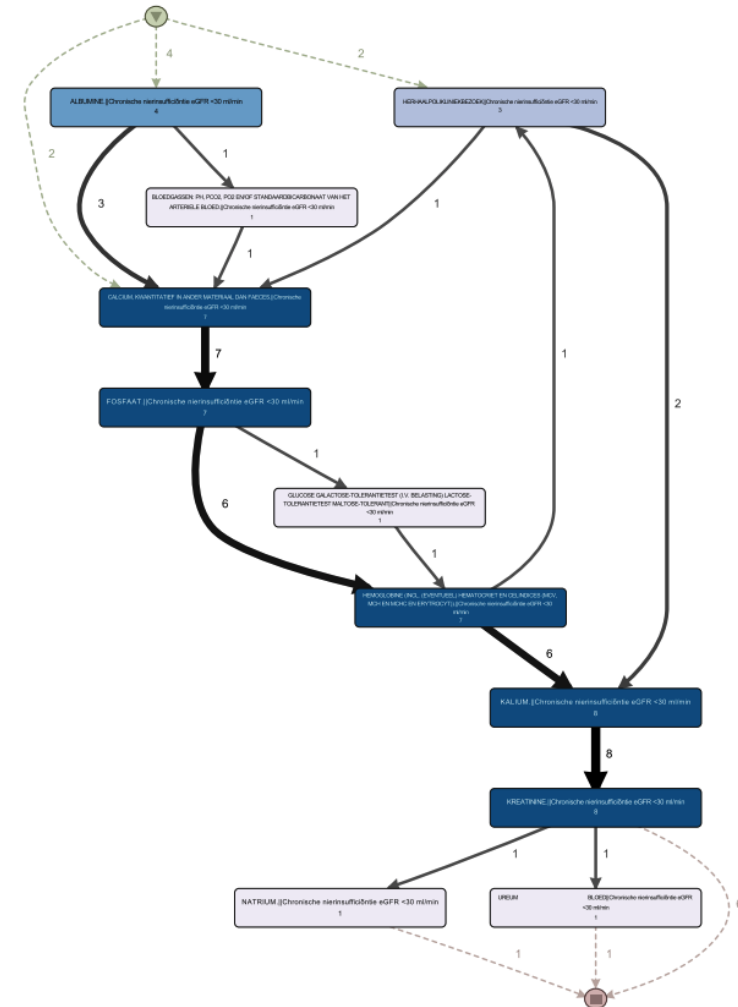 4
2
ALBUMINE.||Chronische nierinsufficiëntie eGFR <30 ml/min
4
HERHAALPOLIKLINIEKBEZOEK||Chronische nierinsufficiëntie eGFR <30 ml/min
3
2
3
1
BLOEDGASSEN: PH, PCO2, PO2 EN/OF STANDAARDBICARBONAAT VAN HET
ARTERIELE BLOED.||Chronische nierinsufficiëntie eGFR <30 ml/min
1
1
1
CALCIUM, KWANTITATIEF IN ANDER MATERIAAL DAN FAECES.||Chronische
nierinsufficiëntie eGFR <30 ml/min
7
7
1
FOSFAAT.||Chronische nierinsufficiëntie eGFR <30 ml/min
7
2
1
6
GLUCOSE GALACTOSE-TOLERANTIETEST (I.V. BELASTING) LACTOSE-
TOLERANTIETEST MALTOSE-TOLERANT||Chronische nierinsufficiëntie eGFR
<30 ml/min
1
1
HEMOGLOBINE (INCL. (EVENTUEEL) HEMATOCRIET EN CELINDICES (MCV,
MCH EN MCHC EN ERYTROCYT).||Chronische nierinsufficiëntie eGFR <30
ml/min
7
6
KALIUM.||Chronische nierinsufficiëntie eGFR <30 ml/min
8
8
KREATININE.||Chronische nierinsufficiëntie eGFR <30 ml/min
8
1
1
NATRIUM.||Chronische nierinsufficiëntie eGFR <30 ml/min
1
UREUM BLOED||Chronische nierinsufficiëntie eGFR
<30 ml/min
1
1
1